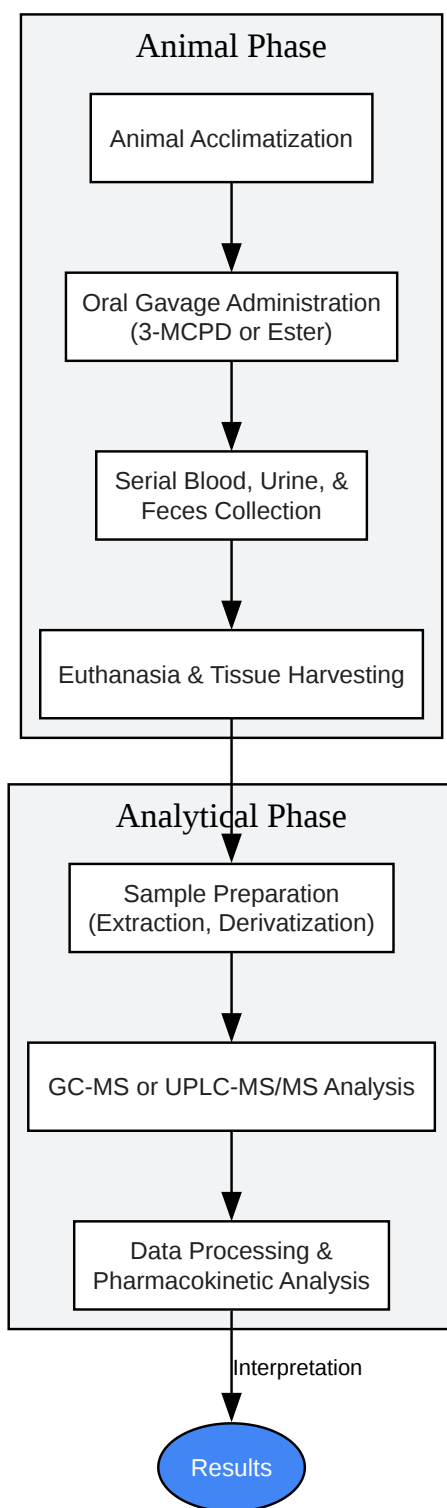 Animal Phase
Animal Acclimatization
Oral Gavage Administration
(3-MCPD or Ester)
Serial Blood, Urine, &
Feces Collection
Euthanasia & Tissue Harvesting
Analytical Phase
Sample Preparation
(Extraction, Derivatization)
GC-MS or UPLC-MS/MS Analysis
Data Processing &
Pharmacokinetic Analysis
Interpretation
Results